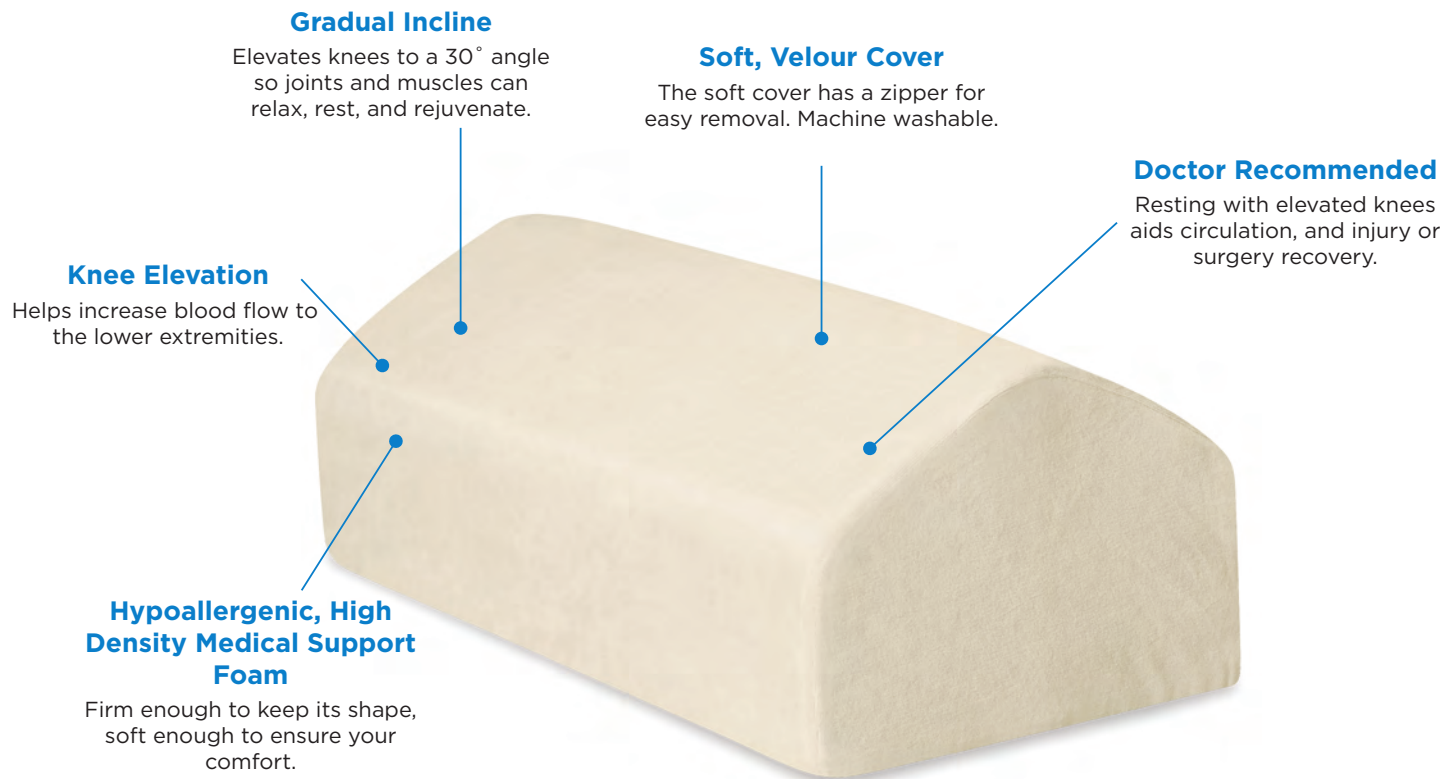 Gradual Incline
Elevates knees to a 30˚ angle
so joints and muscles can
relax, rest, and rejuvenate.
Soft, Velour Cover
The soft cover has a zipper for
easy removal. Machine washable.
Doctor Recommended
Resting with elevated knees
aids circulation, and injury or
surgery recovery.
Knee Elevation
Helps increase blood flow to
the lower extremities.
Hypoallergenic, High
Density Medical Support
Foam
Firm enough to keep its shape,
soft enough to ensure your
comfort.